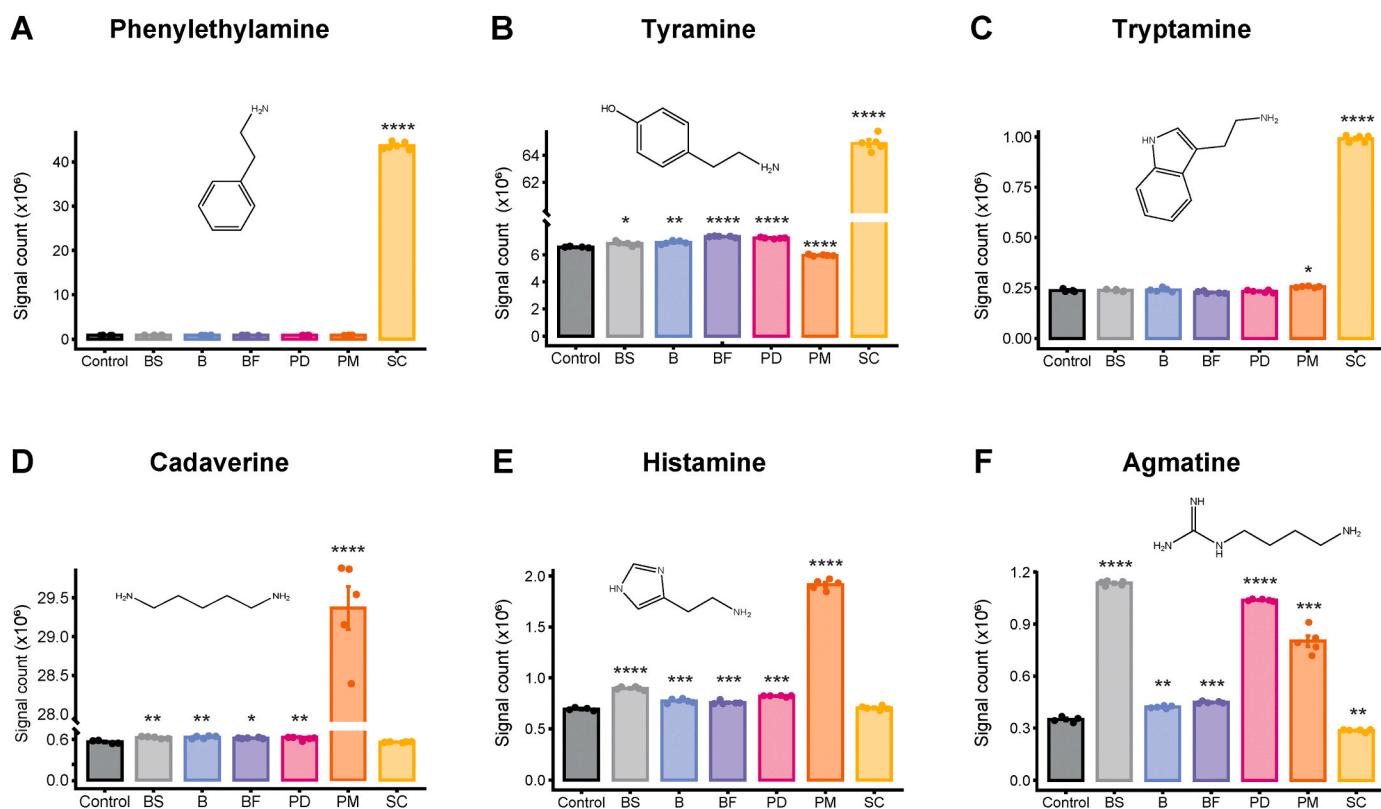 A Phenylethylamine
H₂N
****
Signal count (x10⁶)
40
30
20
10
0
Control BS B BF PD PM SC
B Tyramine
HO
H₂N
****
Signal count (x10⁶)
64
62
* ** **** **** ****
6
4
2
0
Control BS B BF PD PM SC
C Tryptamine
HN
NH₂
****
Signal count (x10⁶)
1.00
0.75
0.50
0.25
0.00
*
Control BS B BF PD PM SC
D Cadaverine
H₂N
NH₂
****
Signal count (x10⁶)
29.5
29.0
28.5
28.0
** ** * **
0.6
0.0
Control BS B BF PD PM SC
E Histamine
HN
N
NH₂
****
Signal count (x10⁶)
2.0
1.5
1.0
0.5
0.0
**** *** *** ***
Control BS B BF PD PM SC
F Agmatine
NH
H₂N
N
H
NH₂
Signal count (x10⁶)
1.2
0.9
0.6
0.3
0.0
**** ** *** **** *** **
Control BS B BF PD PM SC